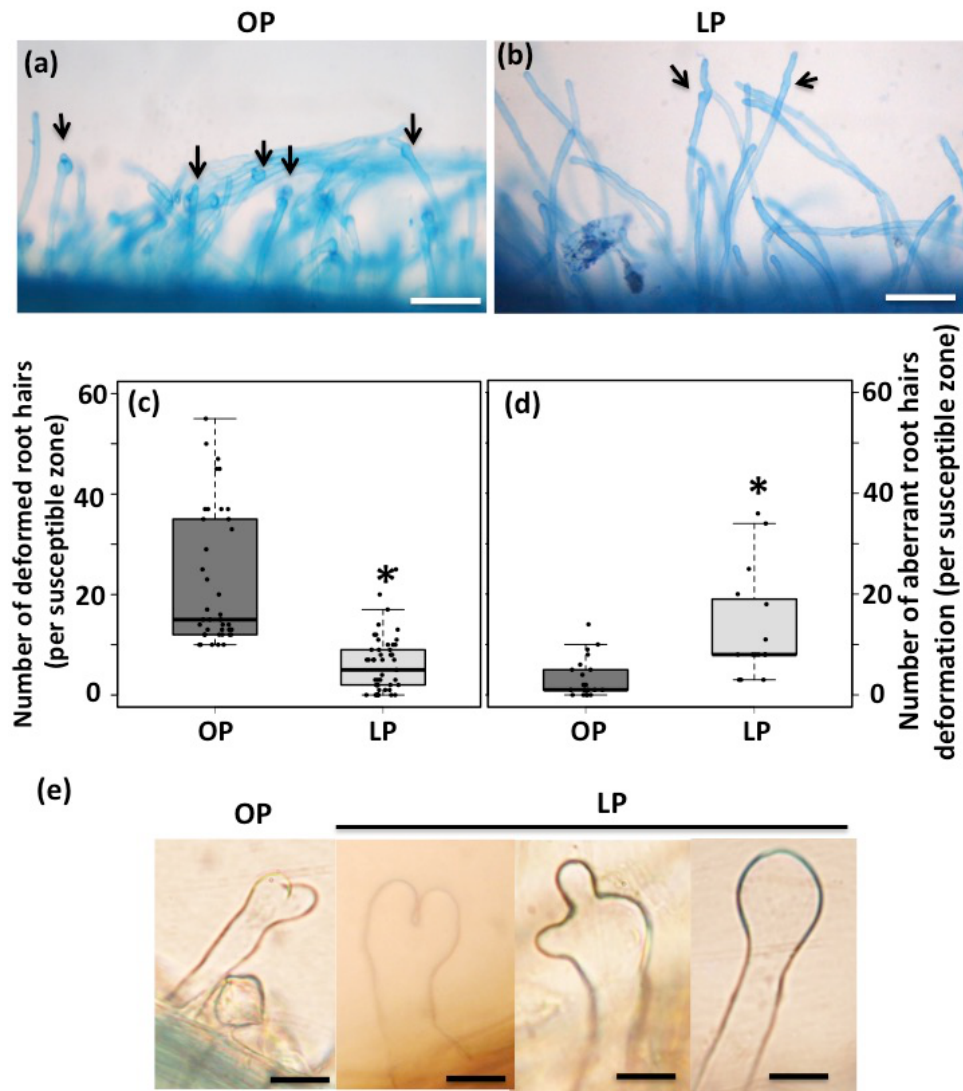 OP
LP
(a)
(b)
Number of deformed root hairs
(per susceptible zone)
60
40
20
0
(c)
*
OP
LP
(d)
*
OP
LP
60
40
20
0
Number of aberrant root hairs
deformation (per susceptible zone)
(e)
OP
LP